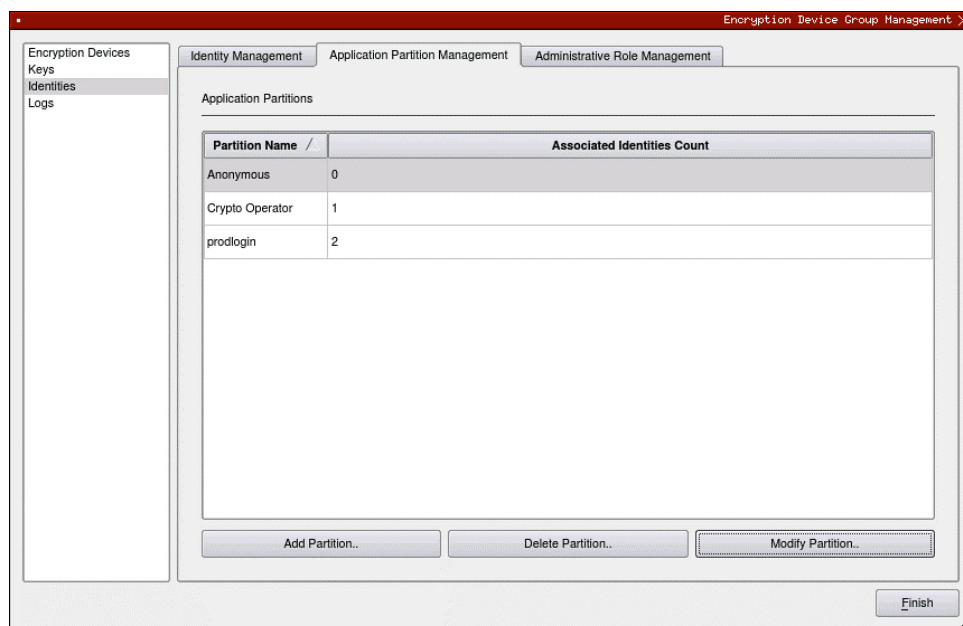 Encryption Device Group Management
Encryption Devices
Keys
Identities
Logs
Identity Management
Application Partition Management
Administrative Role Management
Application Partitions
Partition Name
Associated Identities Count
Anonymous
0
Crypto Operator
1
prodlogin
2
Add Partition..
Delete Partition..
Modify Partition..
Finish